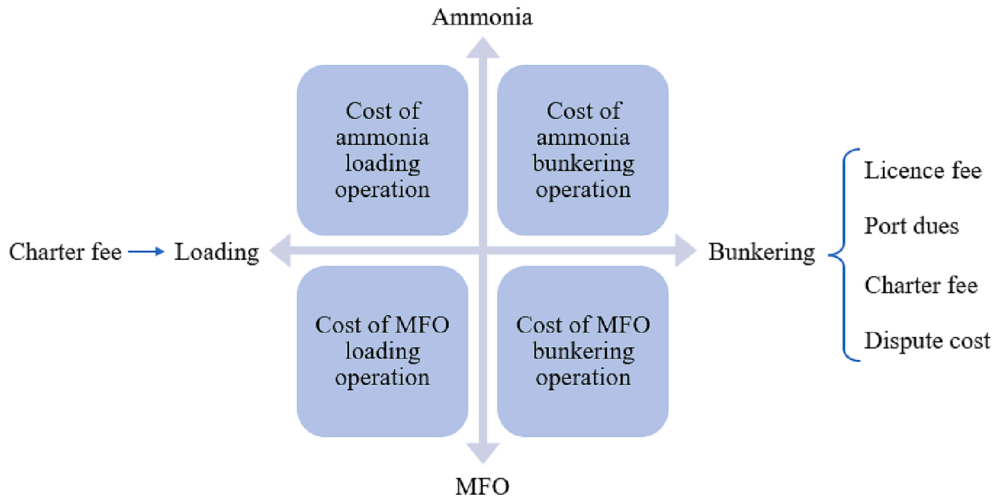 Ammonia
Cost of
ammonia
loading
operation
Cost of
ammonia
bunkering
operation
Charter fee
Loading
Bunkering
Licence fee
Port dues
Charter fee
Dispute cost
Cost of MFO
loading
operation
Cost of MFO
bunkering
operation
MFO